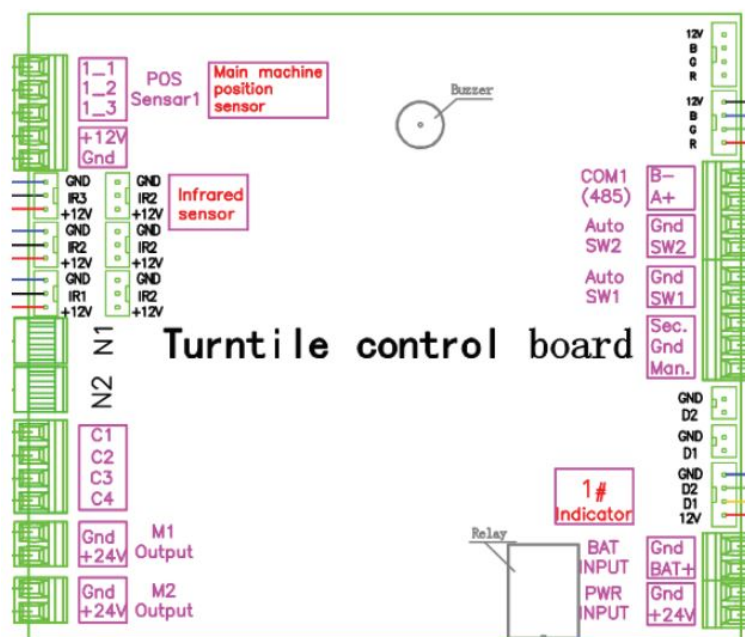 1_1
1_2
1_3
POS
Sensar1
Main machine
position
sensor
+12V
Gnd
GND
IR3
+12V
GND
IR2
+12V
Infrared
sensor
GND
IR2
+12V
GND
IR2
+12V
GND
IR1
+12V
GND
IR2
+12V
N1
N2
C1
C2
C3
C4
Gnd
+24V
M1
Output
Gnd
+24V
M2
Output
Buzzer
Turntile control board
Relay
12V
B
G
R
12V
B
G
R
COM1
(485)
B-
A+
Auto
SW2
Gnd
SW2
Auto
SW1
Gnd
SW1
Sec.
Gnd
Man.
GND
D2
GND
D1
GND
D2
D1
12V
1#
Indicator
BAT
INPUT
Gnd
BAT+
PWR
INPUT
Gnd
+24V